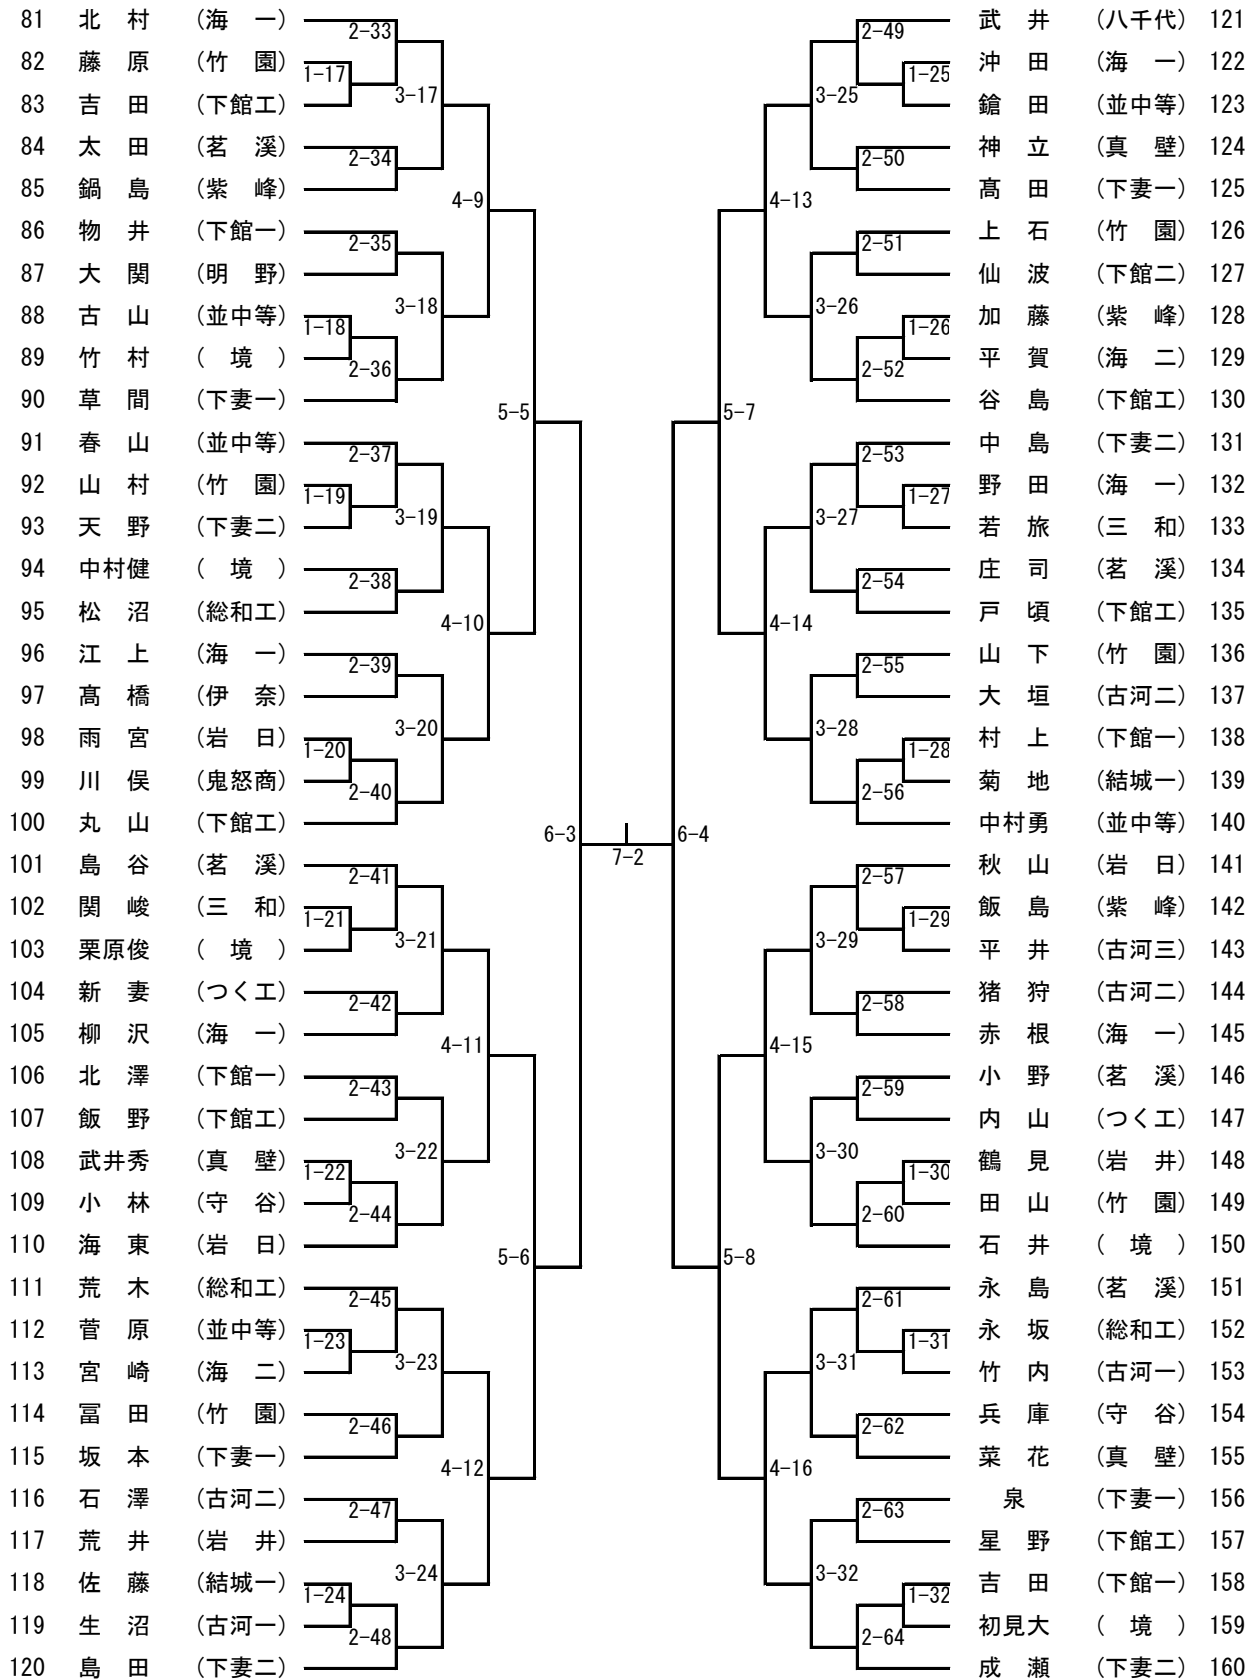 81 北 村 (海 一) 2-33 2-49 武 井 (八千代) 121
82 藤 原 (竹 園) 1-17 1-25 沖 田 (海 一) 122
83 吉 田 (下館工) 3-17 3-25 鎗 田 (並中等) 123
84 太 田 (茗 溪) 2-34 2-50 神 立 (真 壁) 124
85 鍋 島 (紫 峰) 4-9 4-13 髙 田 (下妻一) 125
86 物 井 (下館一) 2-35 2-51 上 石 (竹 園) 126
87 大 関 (明 野) 仙 波 (下館二) 127
88 古 山 (並中等) 1-18 3-18 3-26 1-26 加 藤 (紫 峰) 128
89 竹 村 ( 境 ) 2-36 2-52 平 賀 (海 二) 129
90 草 間 (下妻一) 5-5 5-7 谷 島 (下館工) 130
91 春 山 (並中等) 2-37 2-53 中 島 (下妻二) 131
92 山 村 (竹 園) 1-19 1-27 野 田 (海 一) 132
93 天 野 (下妻二) 3-19 3-27 若 旅 (三 和) 133
94 中村健 ( 境 ) 2-38 2-54 庄 司 (茗 溪) 134
95 松 沼 (総和工) 4-10 4-14 戸 頃 (下館工) 135
96 江 上 (海 一) 2-39 2-55 山 下 (竹 園) 136
97 髙 橋 (伊 奈) 大 垣 (古河二) 137
98 雨 宮 (岩 日) 1-20 3-20 3-28 1-28 村 上 (下館一) 138
99 川 俣 (鬼怒商) 2-40 2-56 菊 地 (結城一) 139
100 丸 山 (下館工) 6-3 7-2 6-4 中村勇 (並中等) 140
101 島 谷 (茗 溪) 2-41 2-57 秋 山 (岩 日) 141
102 関 峻 (三 和) 1-21 1-29 飯 島 (紫 峰) 142
103 栗原俊 ( 境 ) 3-21 3-29 平 井 (古河三) 143
104 新 妻 (つく工) 2-42 2-58 猪 狩 (古河二) 144
105 柳 沢 (海 一) 4-11 4-15 赤 根 (海 一) 145
106 北 澤 (下館一) 2-43 2-59 小 野 (茗 溪) 146
107 飯 野 (下館工) 内 山 (つく工) 147
108 武井秀 (真 壁) 1-22 3-22 3-30 1-30 鶴 見 (岩 井) 148
109 小 林 (守 谷) 2-44 2-60 田 山 (竹 園) 149
110 海 東 (岩 日) 5-6 5-8 石 井 ( 境 ) 150
111 荒 木 (総和工) 2-45 2-61 永 島 (茗 溪) 151
112 菅 原 (並中等) 1-23 1-31 永 坂 (総和工) 152
113 宮 崎 (海 二) 3-23 3-31 竹 内 (古河一) 153
114 冨 田 (竹 園) 2-46 2-62 兵 庫 (守 谷) 154
115 坂 本 (下妻一) 4-12 4-16 菜 花 (真 壁) 155
116 石 澤 (古河二) 2-47 2-63 泉 (下妻一) 156
117 荒 井 (岩 井) 星 野 (下館工) 157
118 佐 藤 (結城一) 1-24 3-24 3-32 1-32 吉 田 (下館一) 158
119 生 沼 (古河一) 2-48 2-64 初見大 ( 境 ) 159
120 島 田 (下妻二) 成 瀬 (下妻二) 160